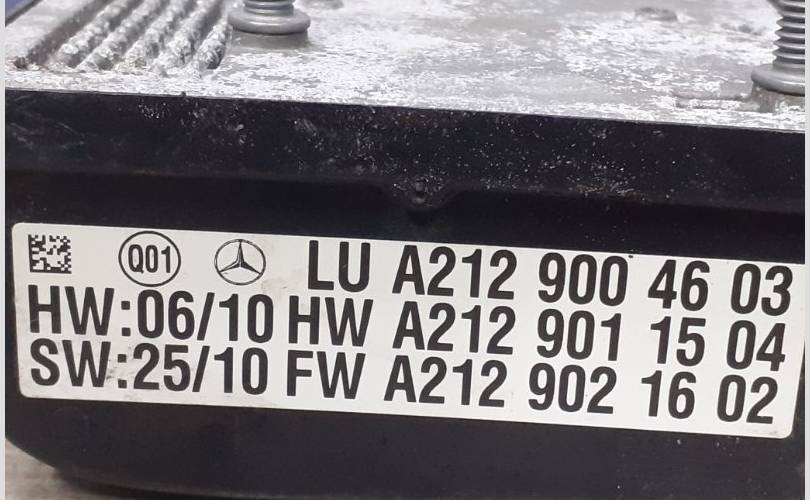 Q01 LU A212 900 46 03
HW:06/10 HW A212 901 15 04
SW:25/10 FW A212 902 16 02